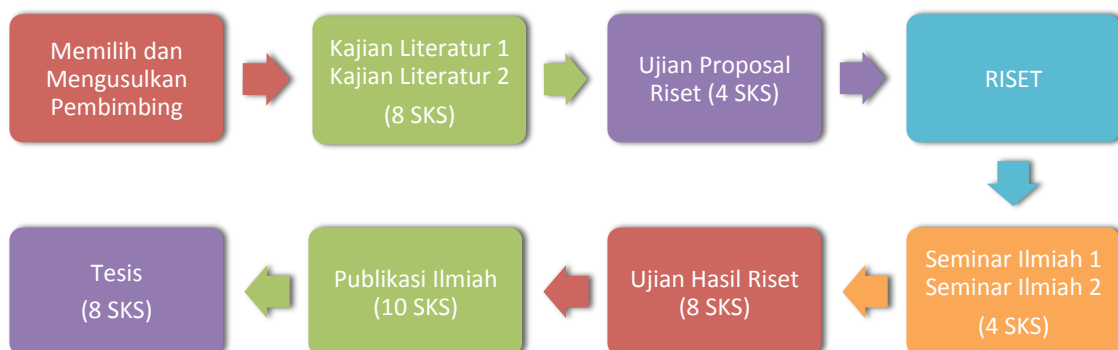 Memilih dan
Mengusulkan
Pembimbing
Kajian Literatur 1
Kajian Literatur 2
(8 SKS)
Ujian Proposal
Riset (4 SKS)
RISET
Seminar Ilmiah 1
Seminar Ilmiah 2
(4 SKS)
Ujian Hasil Riset
(8 SKS)
Publikasi Ilmiah
(10 SKS)
Tesis
(8 SKS)